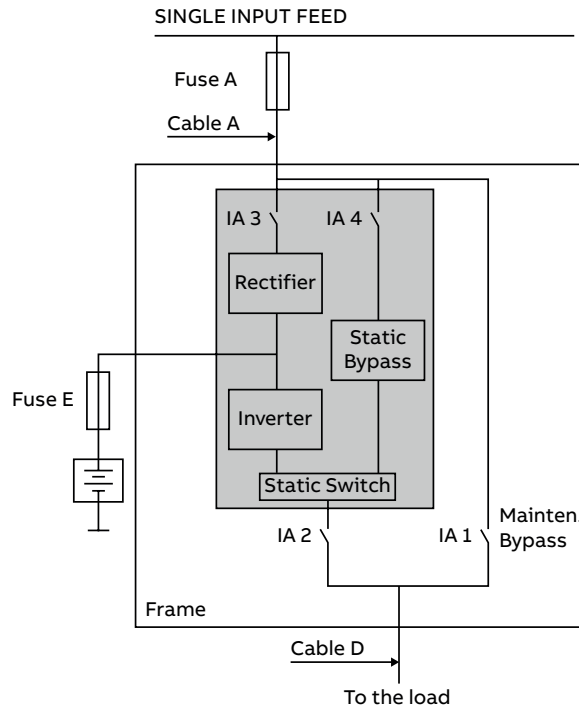 SINGLE INPUT FEED
Fuse A
Cable A
IA 3
IA 4
Rectifier
Static
Bypass
Fuse E
Inverter
Static Switch
IA 2
IA 1
Mainten.
Bypass
Frame
Cable D
To the load